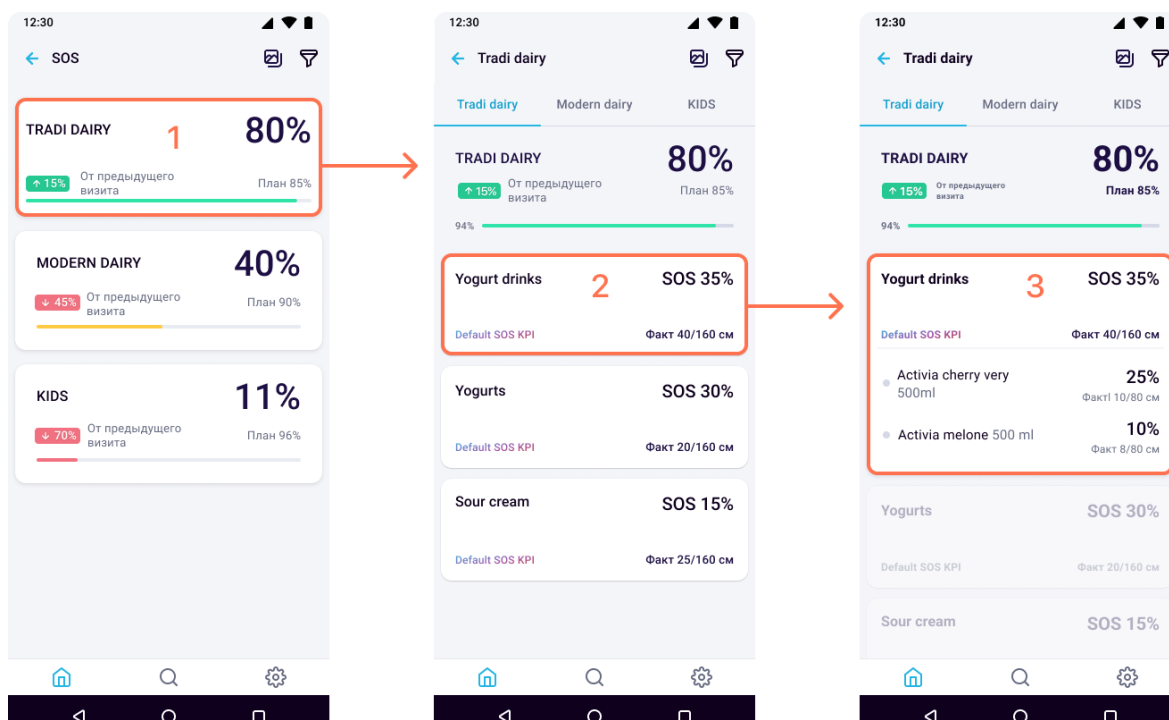 12:30
SOS
TRADI DAIRY
1
80%
↑ 15%
От предыдущего
визита
План 85%
MODERN DAIRY
40%
↓ 45%
От предыдущего
визита
План 90%
KIDS
11%
↓ 70%
От предыдущего
визита
План 96%
12:30
Tradi dairy
Tradi dairy
Modern dairy
KIDS
TRADI DAIRY
80%
↑ 15%
От предыдущего
визита
План 85%
94%
Yogurt drinks
2
SOS 35%
Default SOS KPI
Факт 40/160 см
Yogurts
SOS 30%
Default SOS KPI
Факт 20/160 см
Sour cream
SOS 15%
Default SOS KPI
Факт 25/160 см
12:30
Tradi dairy
Tradi dairy
Modern dairy
KIDS
TRADI DAIRY
80%
↑ 15%
От предыдущего
визита
План 85%
94%
Yogurt drinks
3
SOS 35%
Default SOS KPI
Факт 40/160 см
Activia cherry very
500ml
25%
Фактl 10/80 см
Activia melone 500 ml
10%
Факт 8/80 см
Yogurts
SOS 30%
Default SOS KPI
Факт 20/160 см
Sour cream
SOS 15%